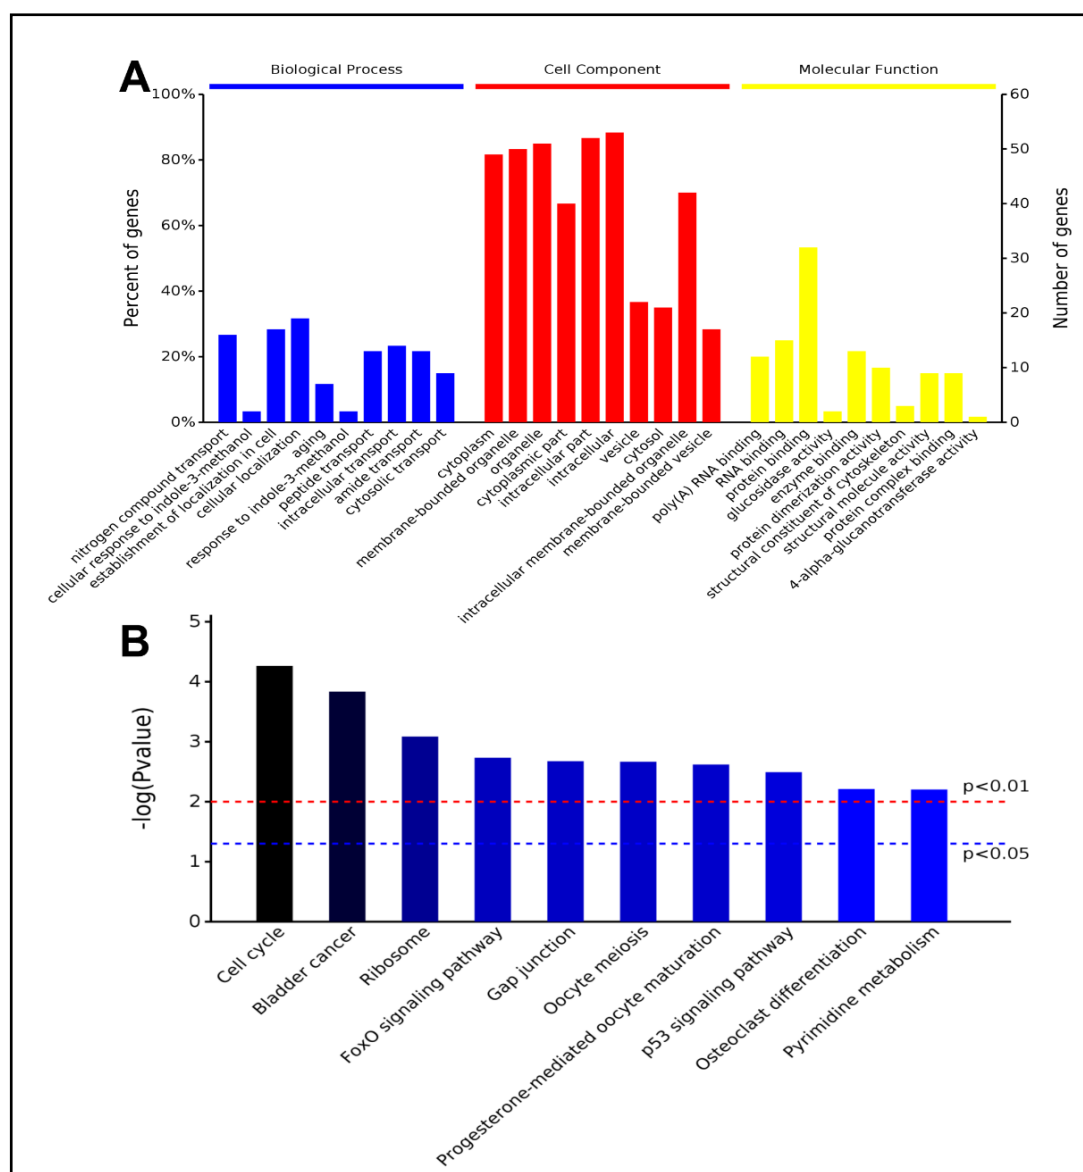 A
Biological Process
Cell Component
Molecular Function
100%
80%
60%
40%
20%
0%
Percent of genes
60
50
40
30
20
10
0
Number of genes
nitrogen compound transport
cellular response to indole-3-methanol
establishment of localization in cell
cellular localization
aging
response to indole-3-methanol
peptide transport
intracellular transport
amide transport
cytosolic transport
cytoplasm
membrane-bounded organelle
organelle
cytoplasmic part
intracellular part
intracellular
vesicle
cytosol
intracellular membrane-bounded organelle
membrane-bounded vesicle
poly(A) RNA binding
RNA binding
protein binding
glucosidase activity
enzyme binding
protein dimerization activity
structural constituent of cytoskeleton
structural molecule activity
protein complex binding
4-alpha-glucanotransferase activity
B
5
4
3
2
1
0
-log(Pvalue)
p<0.01
p<0.05
Cell cycle
Bladder cancer
Ribosome
FoxO signaling pathway
Gap junction
Oocyte meiosis
Progesterone-mediated oocyte maturation
p53 signaling pathway
Osteoclast differentiation
Pyrimidine metabolism